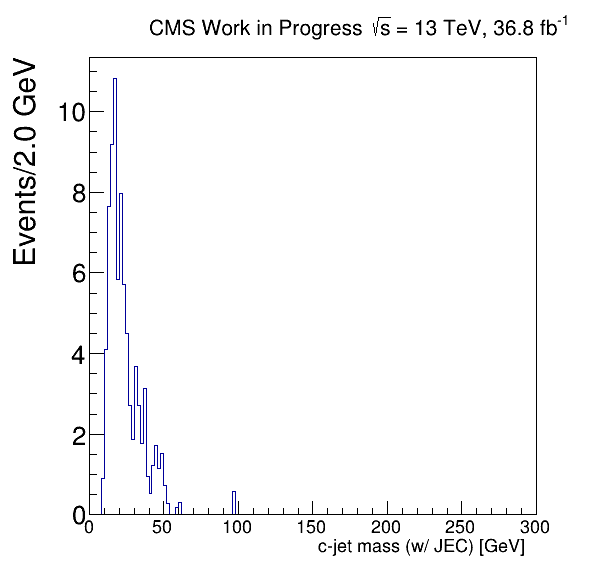 CMS Work in Progress √s = 13 TeV, 36.8 fb⁻¹
Events/2.0 GeV
10
8
6
4
2
0
0 50 100 150 200 250 300
c-jet mass (w/ JEC) [GeV]